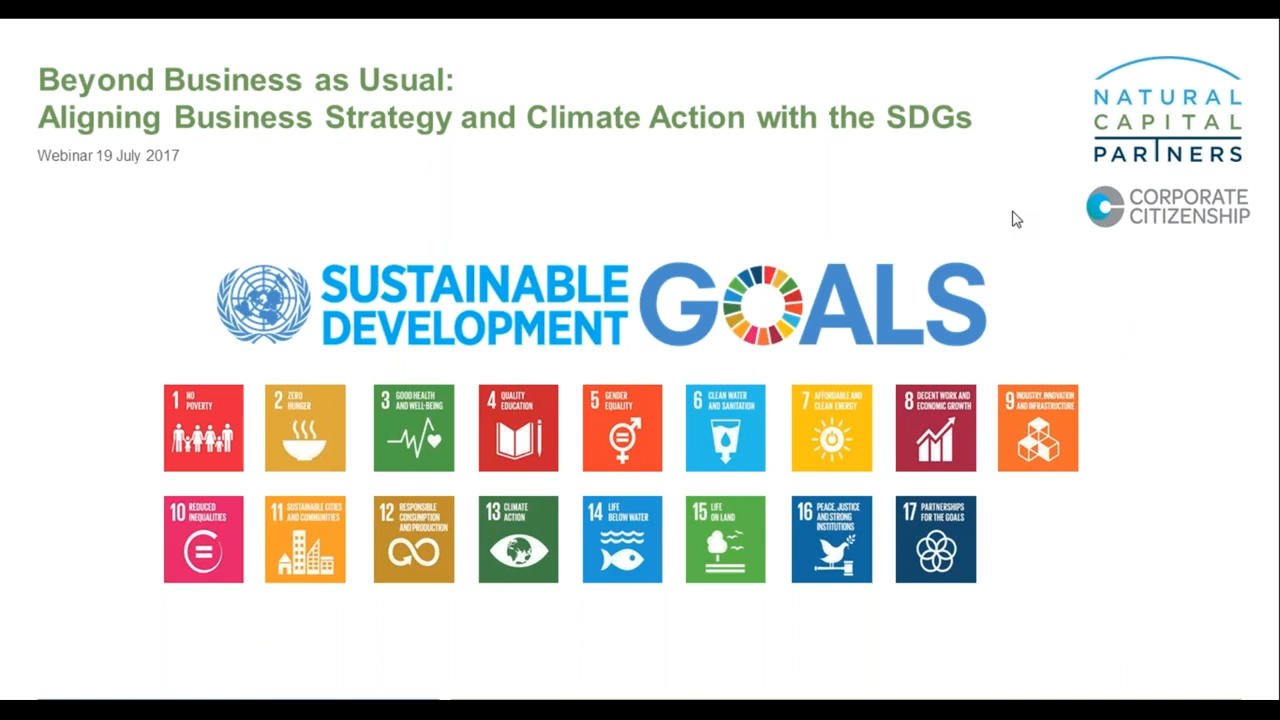 Beyond Business as Usual:
Aligning Business Strategy and Climate Action with the SDGs
Webinar 19 July 2017
NATURAL
CAPITAL
PARTNERS
CORPORATE
CITIZENSHIP
SUSTAINABLE
DEVELOPMENT
GOALS
1 NO
POVERTY
2 ZERO
HUNGER
3 GOOD HEALTH
AND WELL-BEING
4 QUALITY
EDUCATION
5 GENDER
EQUALITY
6 CLEAN WATER
AND SANITATION
7 AFFORDABLE AND
CLEAN ENERGY
8 DECENT WORK AND
ECONOMIC GROWTH
9 INDUSTRY, INNOVATION
AND INFRASTRUCTURE
10 REDUCED
INEQUALITIES
11 SUSTAINABLE CITIES
AND COMMUNITIES
12 RESPONSIBLE
CONSUMPTION
AND PRODUCTION
13 CLIMATE
ACTION
14 LIFE
BELOW WATER
15 LIFE
ON LAND
16 PEACE, JUSTICE
AND STRONG
INSTITUTIONS
17 PARTNERSHIPS
FOR THE GOALS